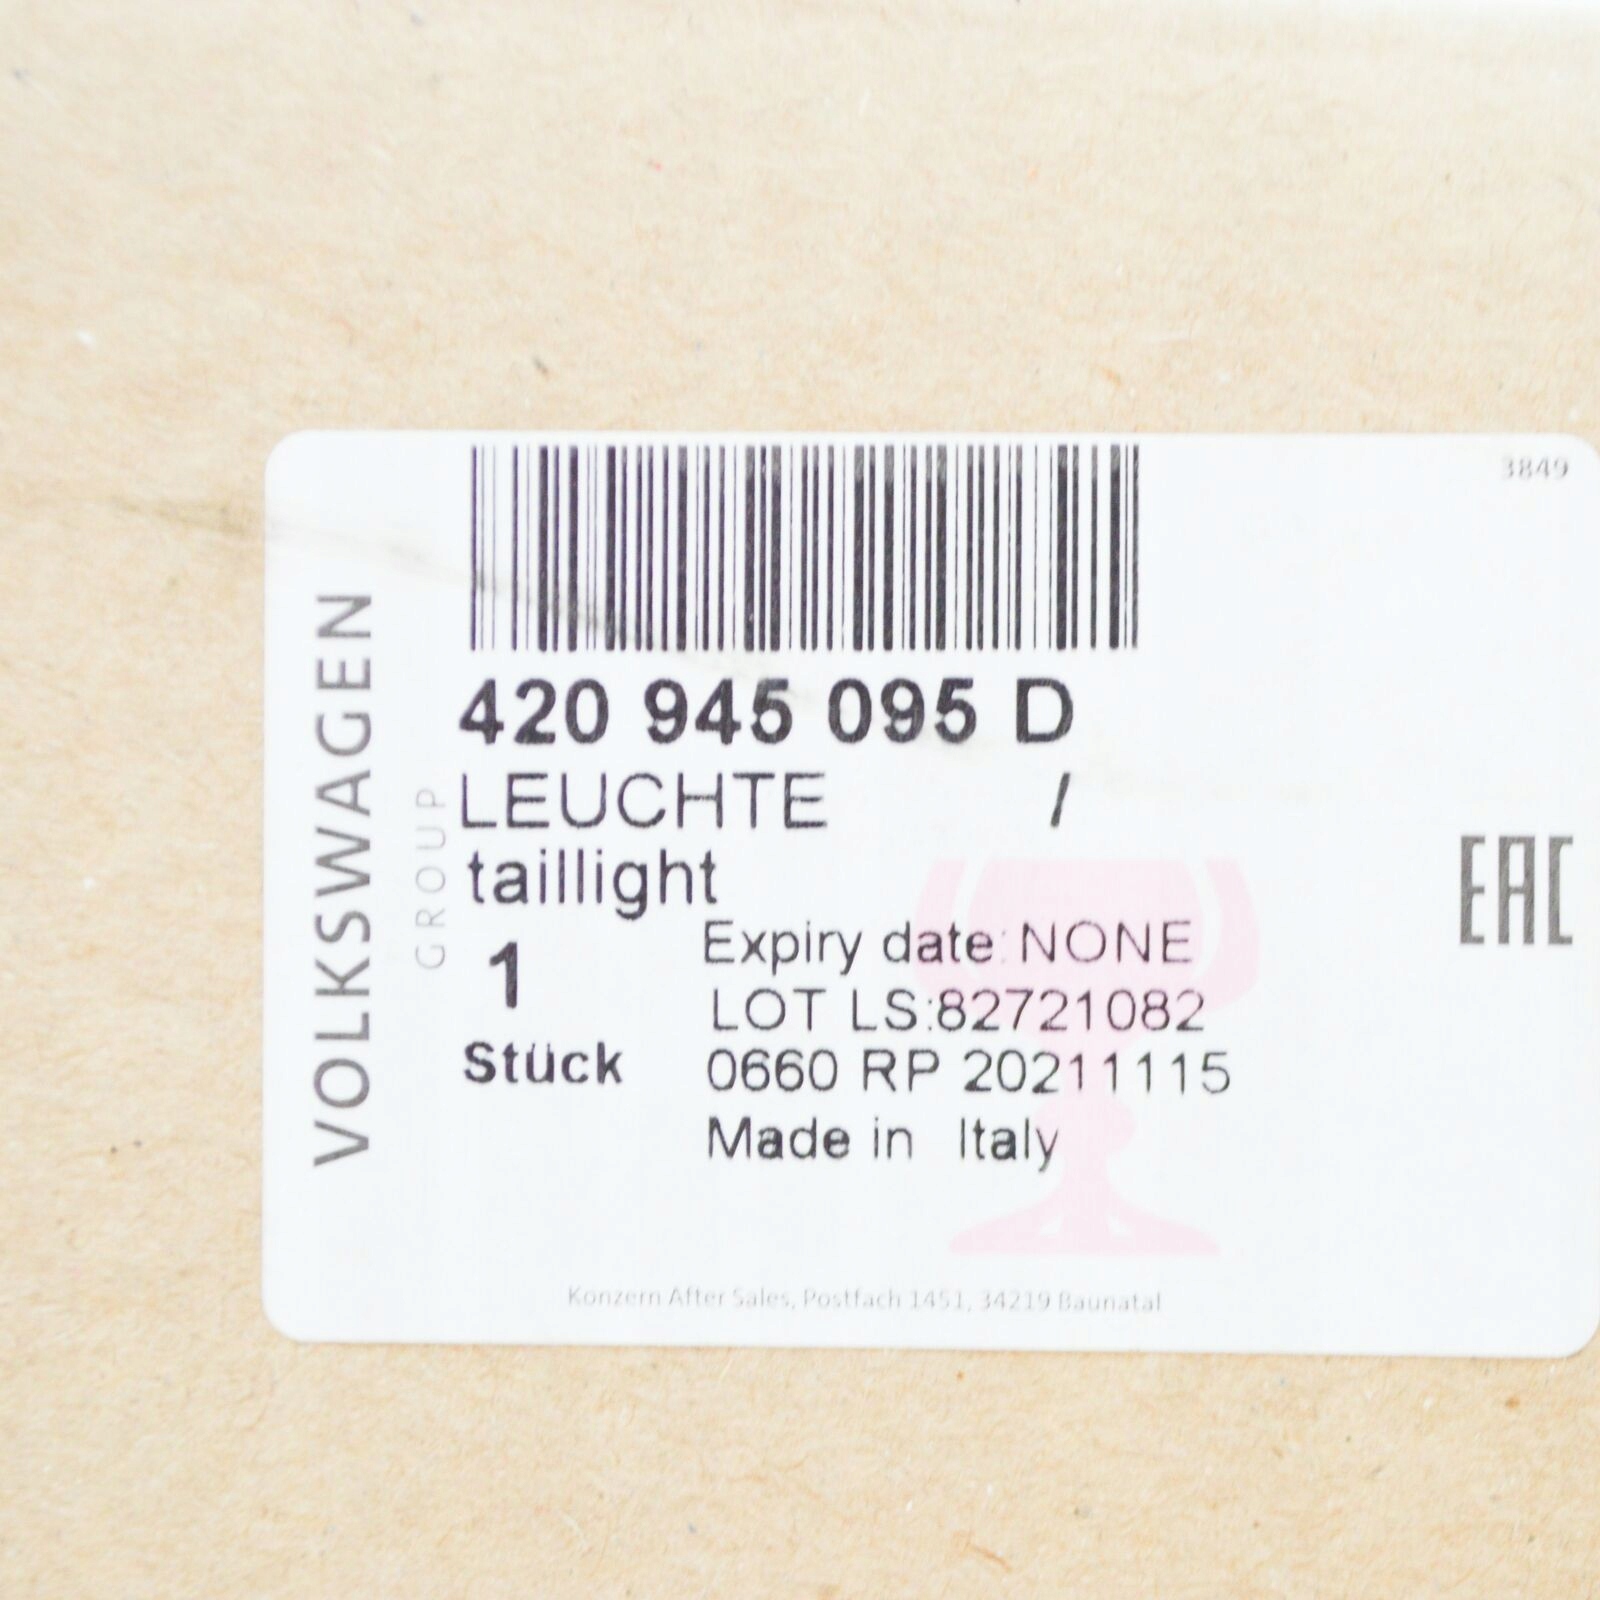 3849
VOLKSWAGEN
GROUP
420 945 095 D
LEUCHTE /
taillight
1
Stück
Expiry date:NONE
LOT LS:82721082
0660 RP 20211115
Made in Italy
EAC
Konzern After Sales, Postfach 1451, 34219 Baunatal